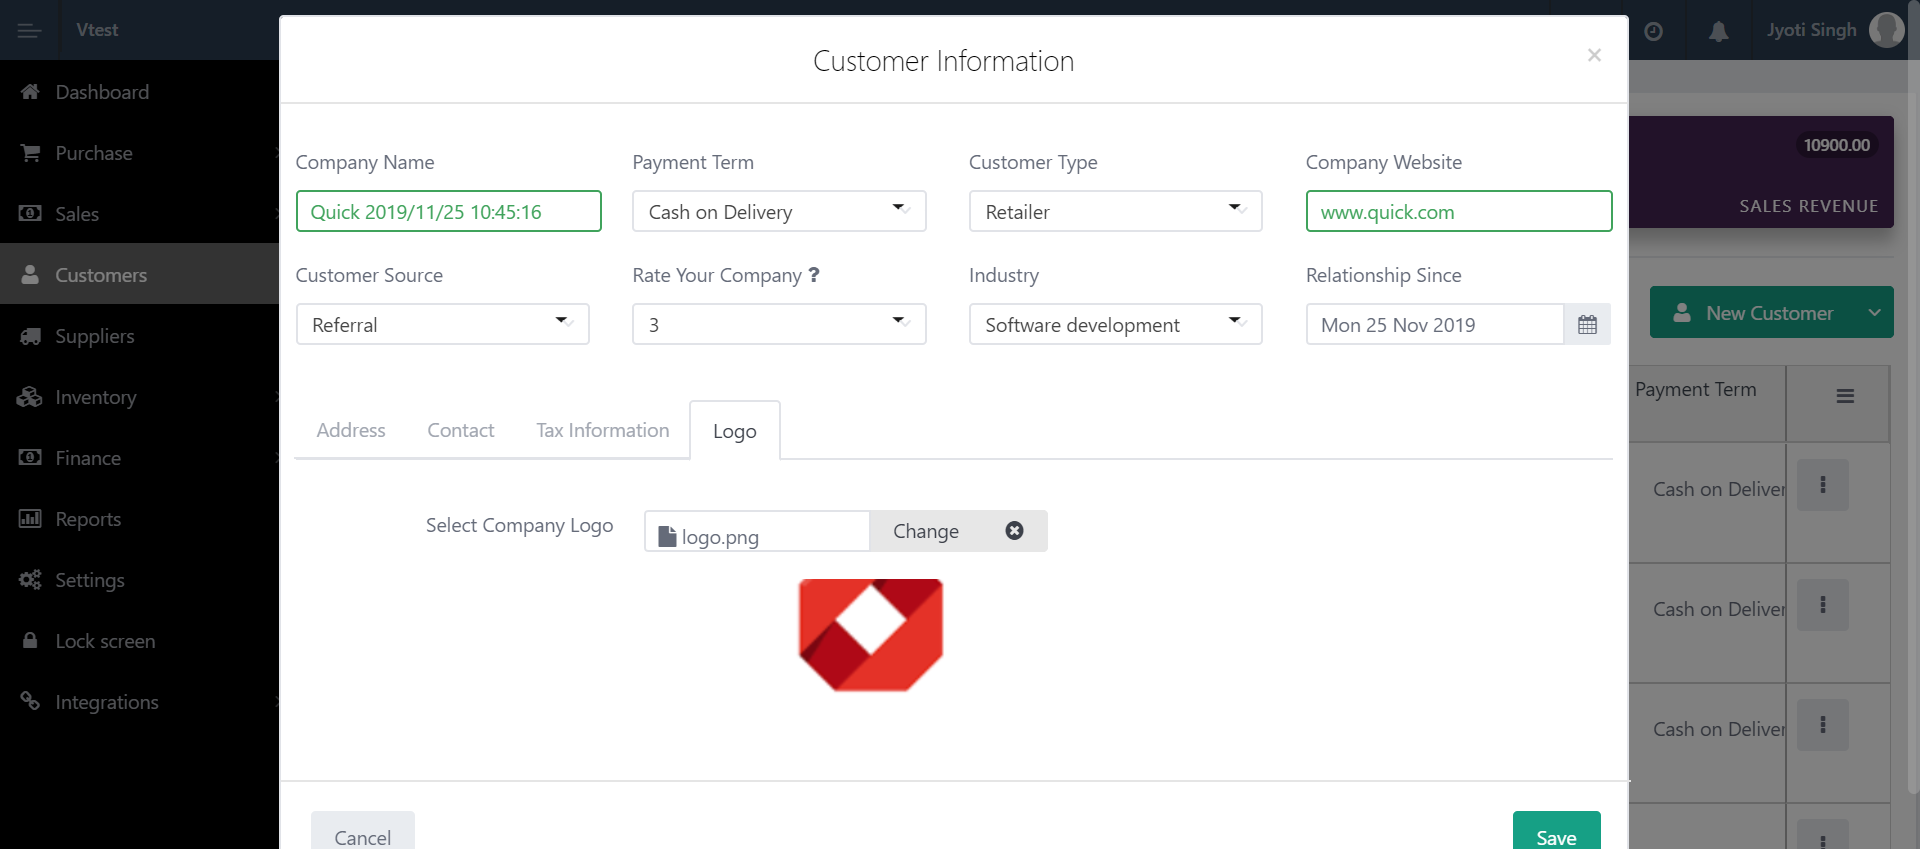 Vtest
Jyoti Singh
Dashboard
Purchase
Sales
Customers
Suppliers
Inventory
Finance
Reports
Settings
Lock screen
Integrations
Customer Information
×
Company Name
Payment Term
Customer Type
Company Website
Quick 2019/11/25 10:45:16
Cash on Delivery
Retailer
www.quick.com
Customer Source
Rate Your Company ?
Industry
Relationship Since
Referral
3
Software development
Mon 25 Nov 2019
Address
Contact
Tax Information
Logo
Select Company Logo
logo.png
Change
Cancel
Save
10900.00
SALES REVENUE
New Customer
Payment Term
Cash on Deliver
Cash on Deliver
Cash on Deliver